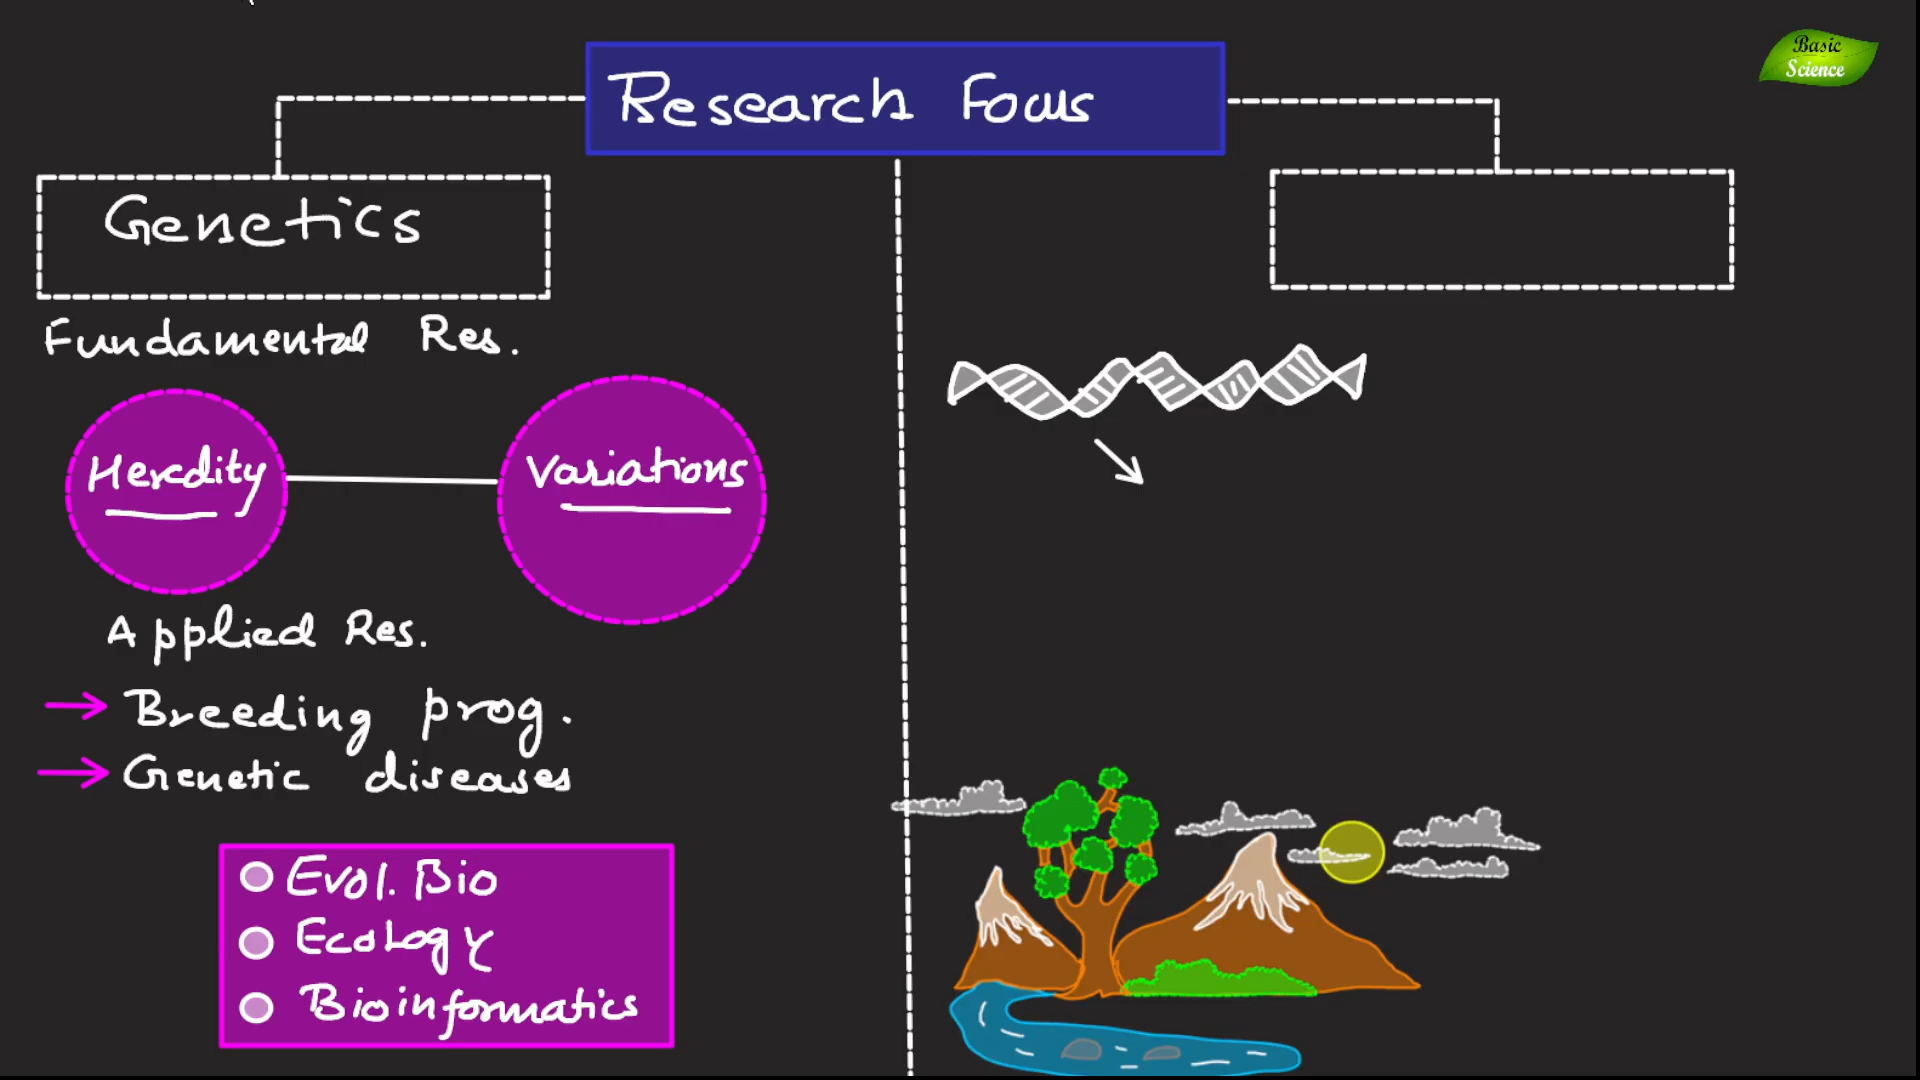 Basic
Science
Research Focus
Genetics
Fundamental Res.
Heredity
Variations
Applied Res.
→ Breeding prog.
→ Genetic diseases
Evol. Bio
Ecology
Bioinformatics